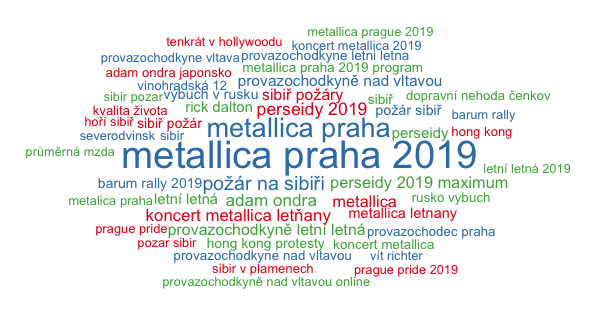 metallica prague 2019
tenkrát v hollywoodu
koncert metallica 2019
provazochodkyne vltava
provazochodkyne letni letna
adam ondra japonsko
metallica praha 2019 program
vinohradská 12
provazochodkyně nad vltavou
sibir pozar
výbuch v rusku
sibiř požáry
sibiř
dopravní nehoda čenkov
kvalita života
rick dalton
perseidy 2019
požár sibiř
barum rally
hoří sibiř
sibiř požár
metallica praha
perseidy
hong kong
severodvinsk
sibir
průměrná mzda
metallica praha 2019
letní letná 2019
barum rally 2019
požár na sibiři
perseidy 2019 maximum
metalica praha
letní letná
adam ondra
metallica
rusko vybuch
koncert metallica letňany
metallica letnany
prague pride
provazochodkyně letní letná
provazochodec praha
pozar sibir
hong kong protesty
koncert metallica
provazochodkyne nad vltavou
vít richter
sibir v plamenech
prague pride 2019
provazochodkyně nad vltavou online